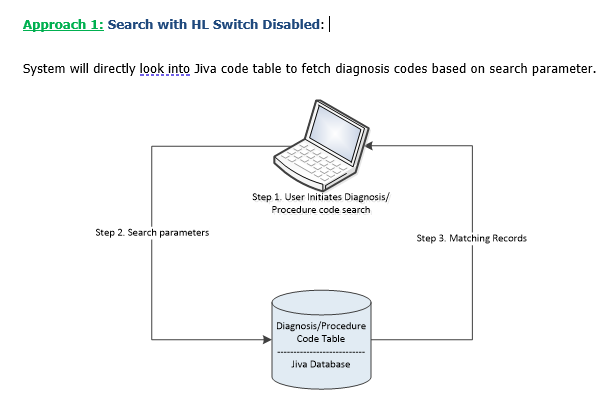 Approach 1: Search with HL Switch Disabled:
System will directly look into Jiva code table to fetch diagnosis codes based on search parameter.
Step 1. User Initiates Diagnosis/
Procedure code search
Step 2. Search parameters
Step 3. Matching Records
Diagnosis/Procedure
Code Table
Jiva Database